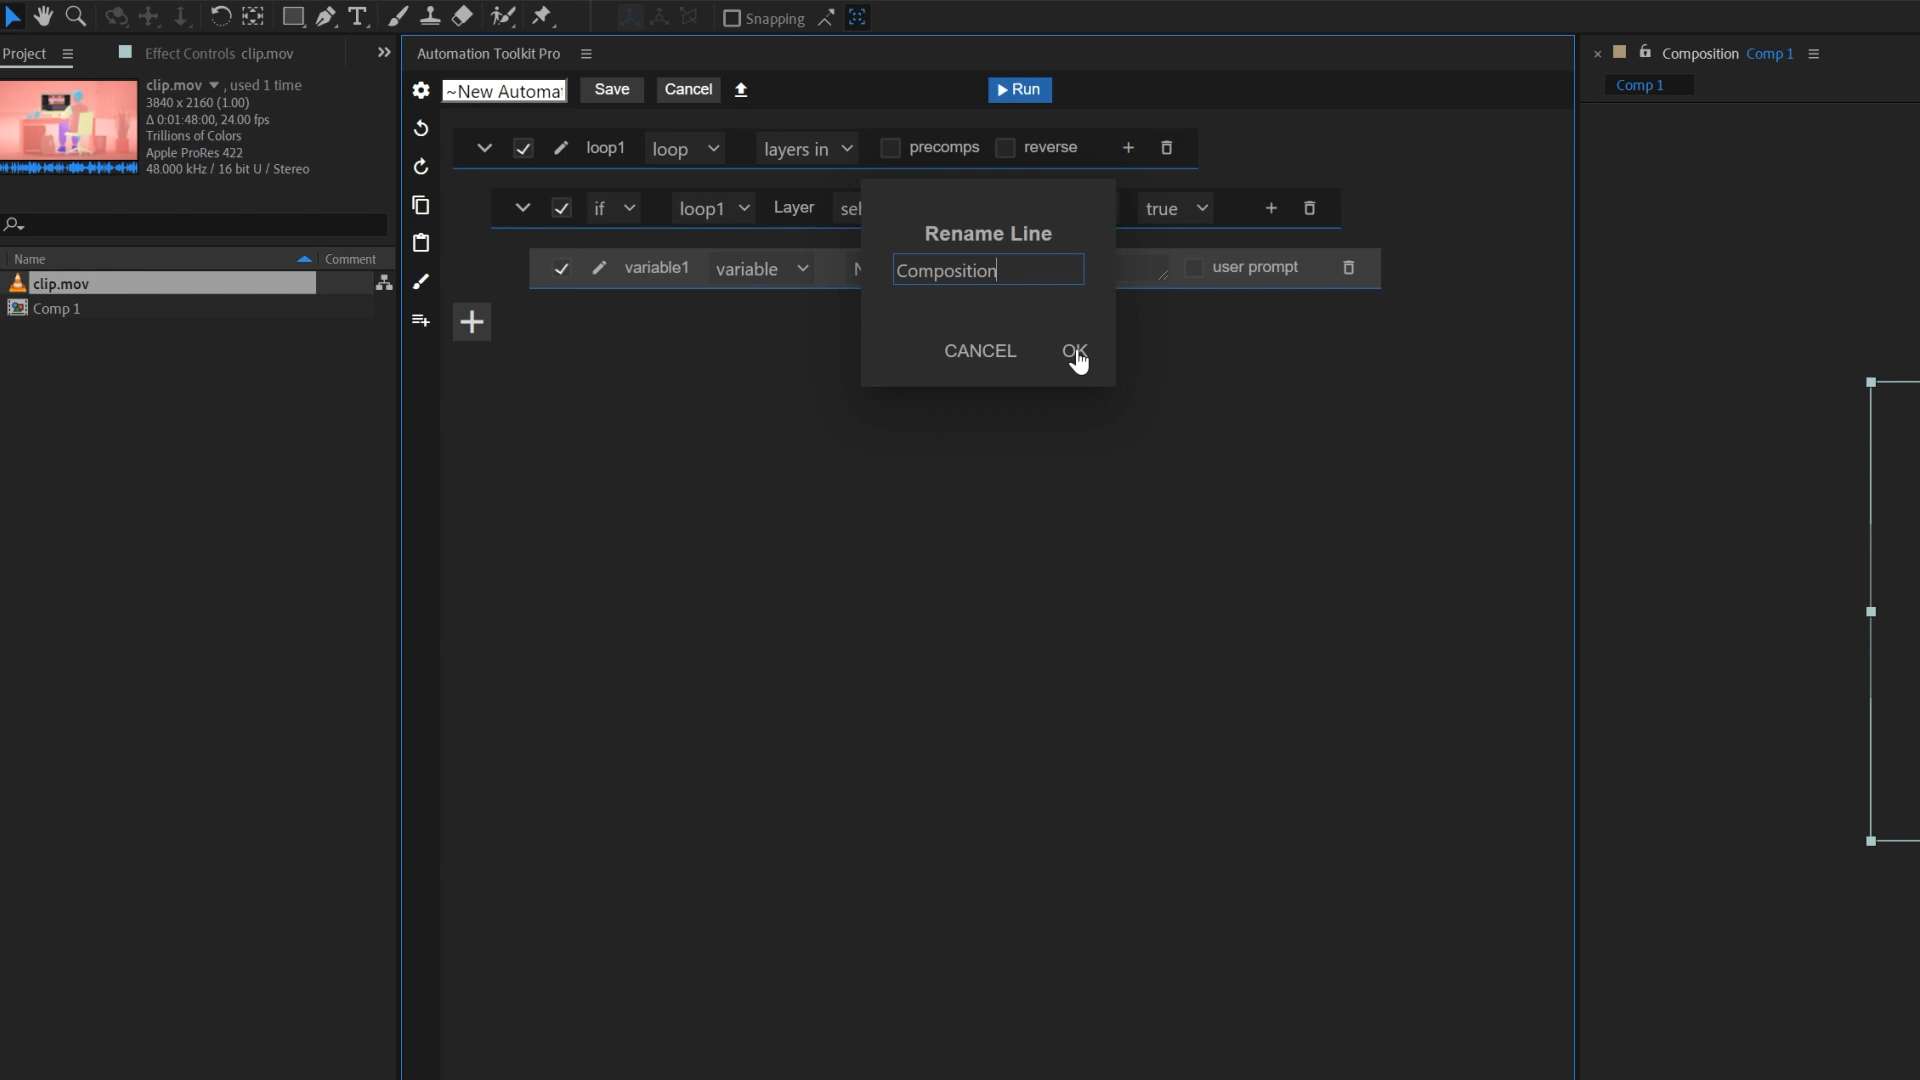 Snapping
Project
Effect Controls clip.mov
Automation Toolkit Pro
Composition Comp 1
clip.mov , used 1 time
3840 x 2160 (1.00)
Δ 0:01:48:00, 24.00 fps
Trillions of Colors
Apple ProRes 422
48.000 kHz / 16 bit U / Stereo
~New Automat
Save
Cancel
Run
Comp 1
loop1
loop
layers in
precomps
reverse
if
loop1
Layer
sel
true
Rename Line
Composition
CANCEL
OK
variable1
variable
N
user prompt
Name
Comment
clip.mov
Comp 1